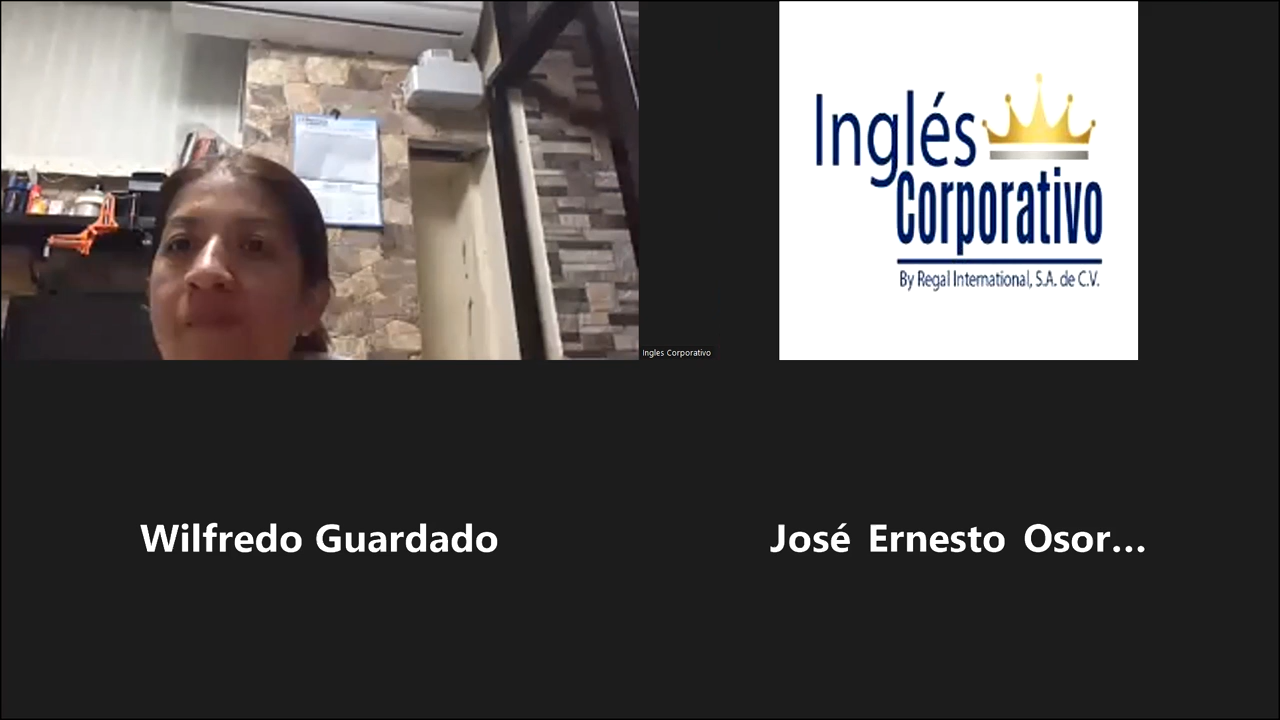 Inglés
Corporativo
By Regal International, S.A. de C.V.
Ingles Corporativo
Wilfredo Guardado
José Ernesto Osor...